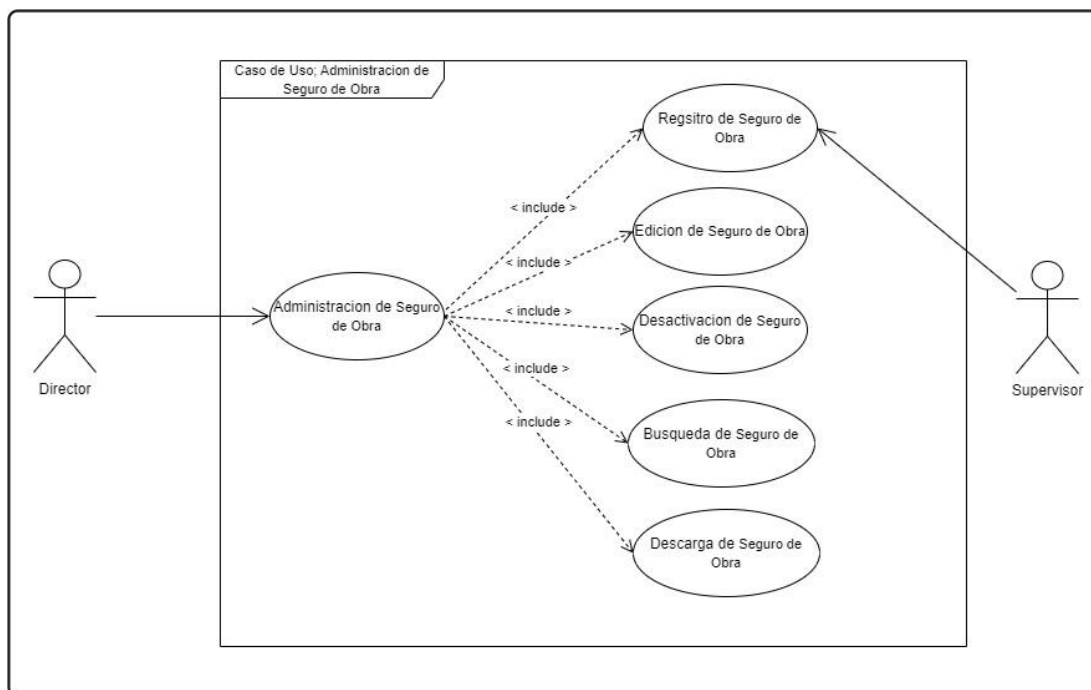 Caso de Uso; Administracion de
Seguro de Obra
Regsitro de Seguro de
Obra
< include >
Edicion de Seguro de Obra
< include >
Administracion de Seguro
de Obra
< include >
Desactivacion de Seguro
de Obra
Director
Supervisor
< include >
Busqueda de Seguro de
Obra
< include >
Descarga de Seguro de
Obra